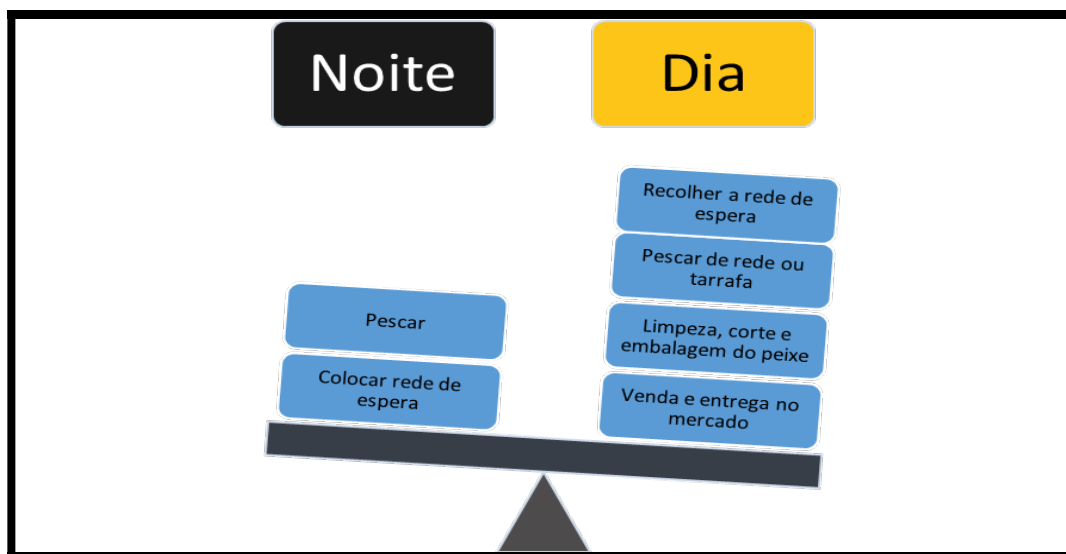 Noite
Dia
Recolher a rede de
espera
Pescar de rede ou
tarrafa
Pescar
Limpeza, corte e
embalagem do peixe
Colocar rede de
espera
Venda e entrega no
mercado